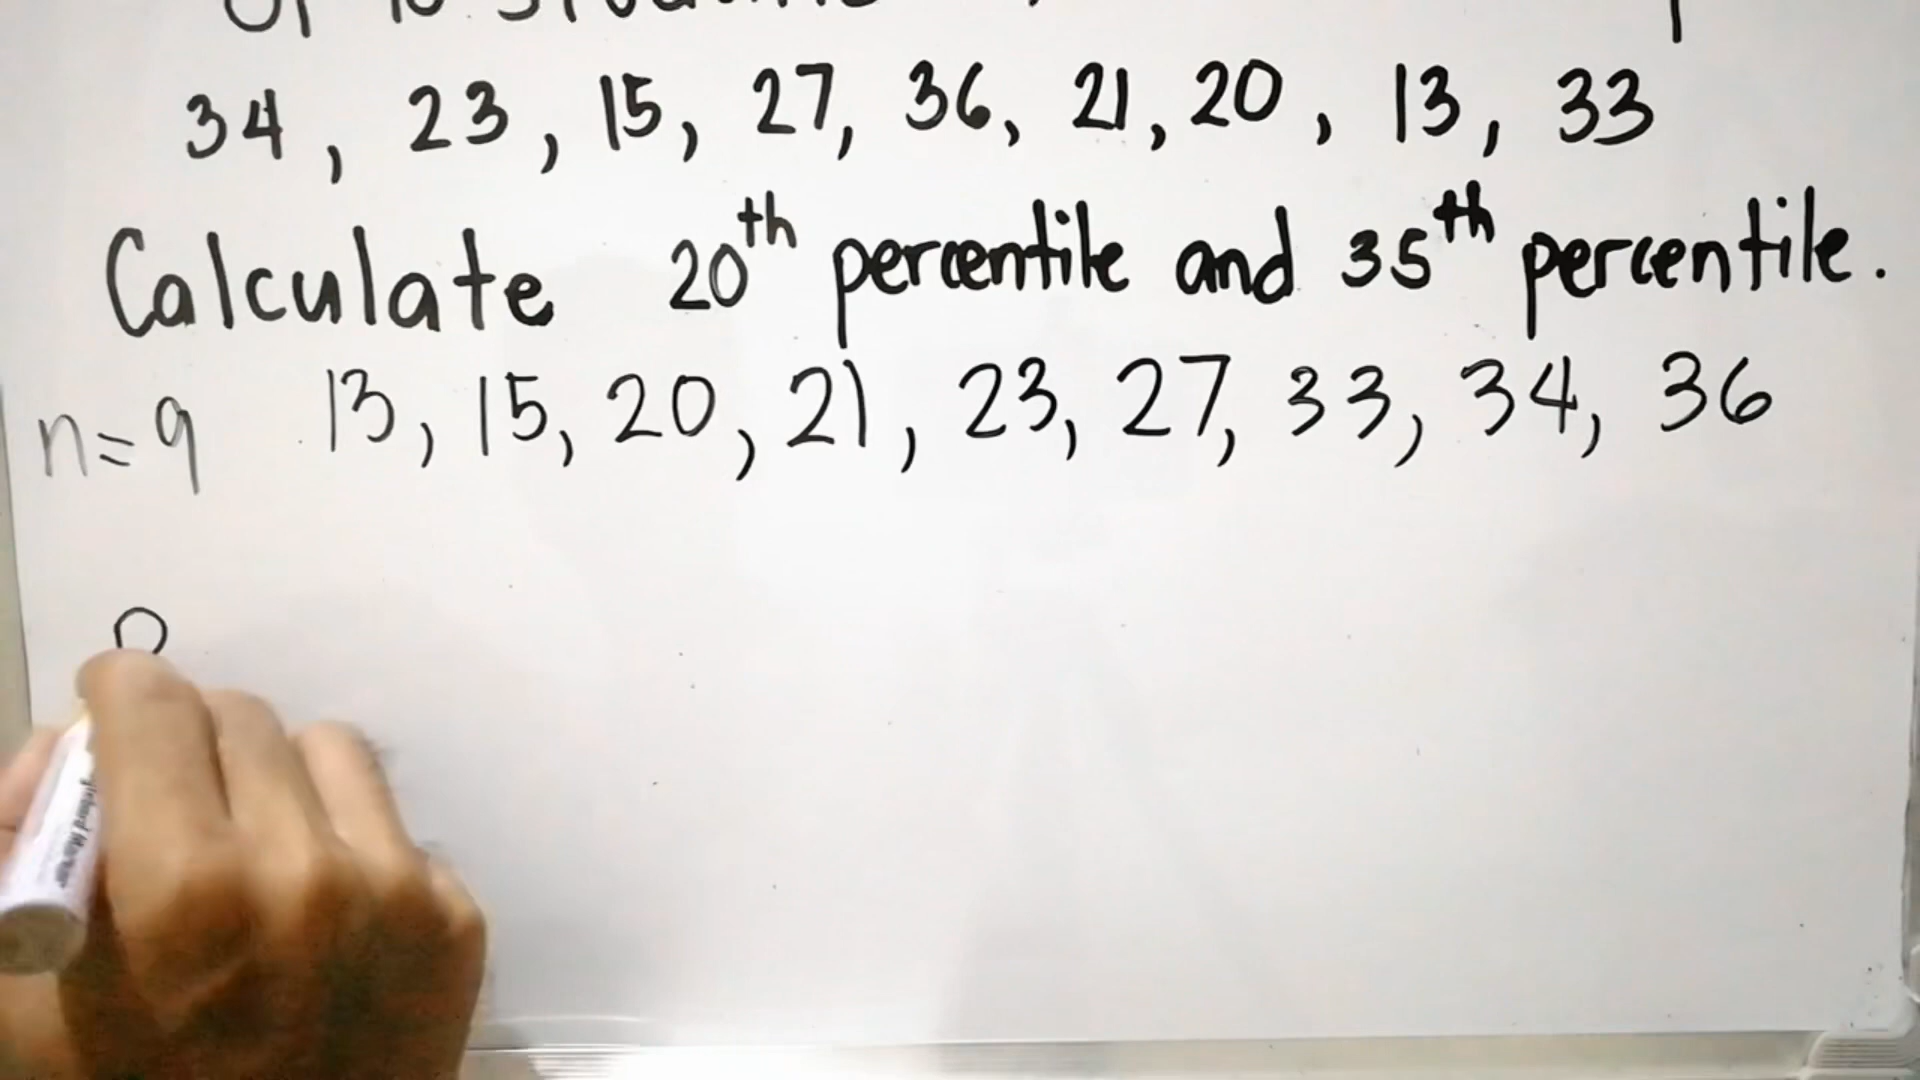 34, 23, 15, 27, 36, 21, 20, 13, 33
Calculate 20th percentile and 35th percentile.
n=9 13, 15, 20, 21, 23, 27, 33, 34, 36
P